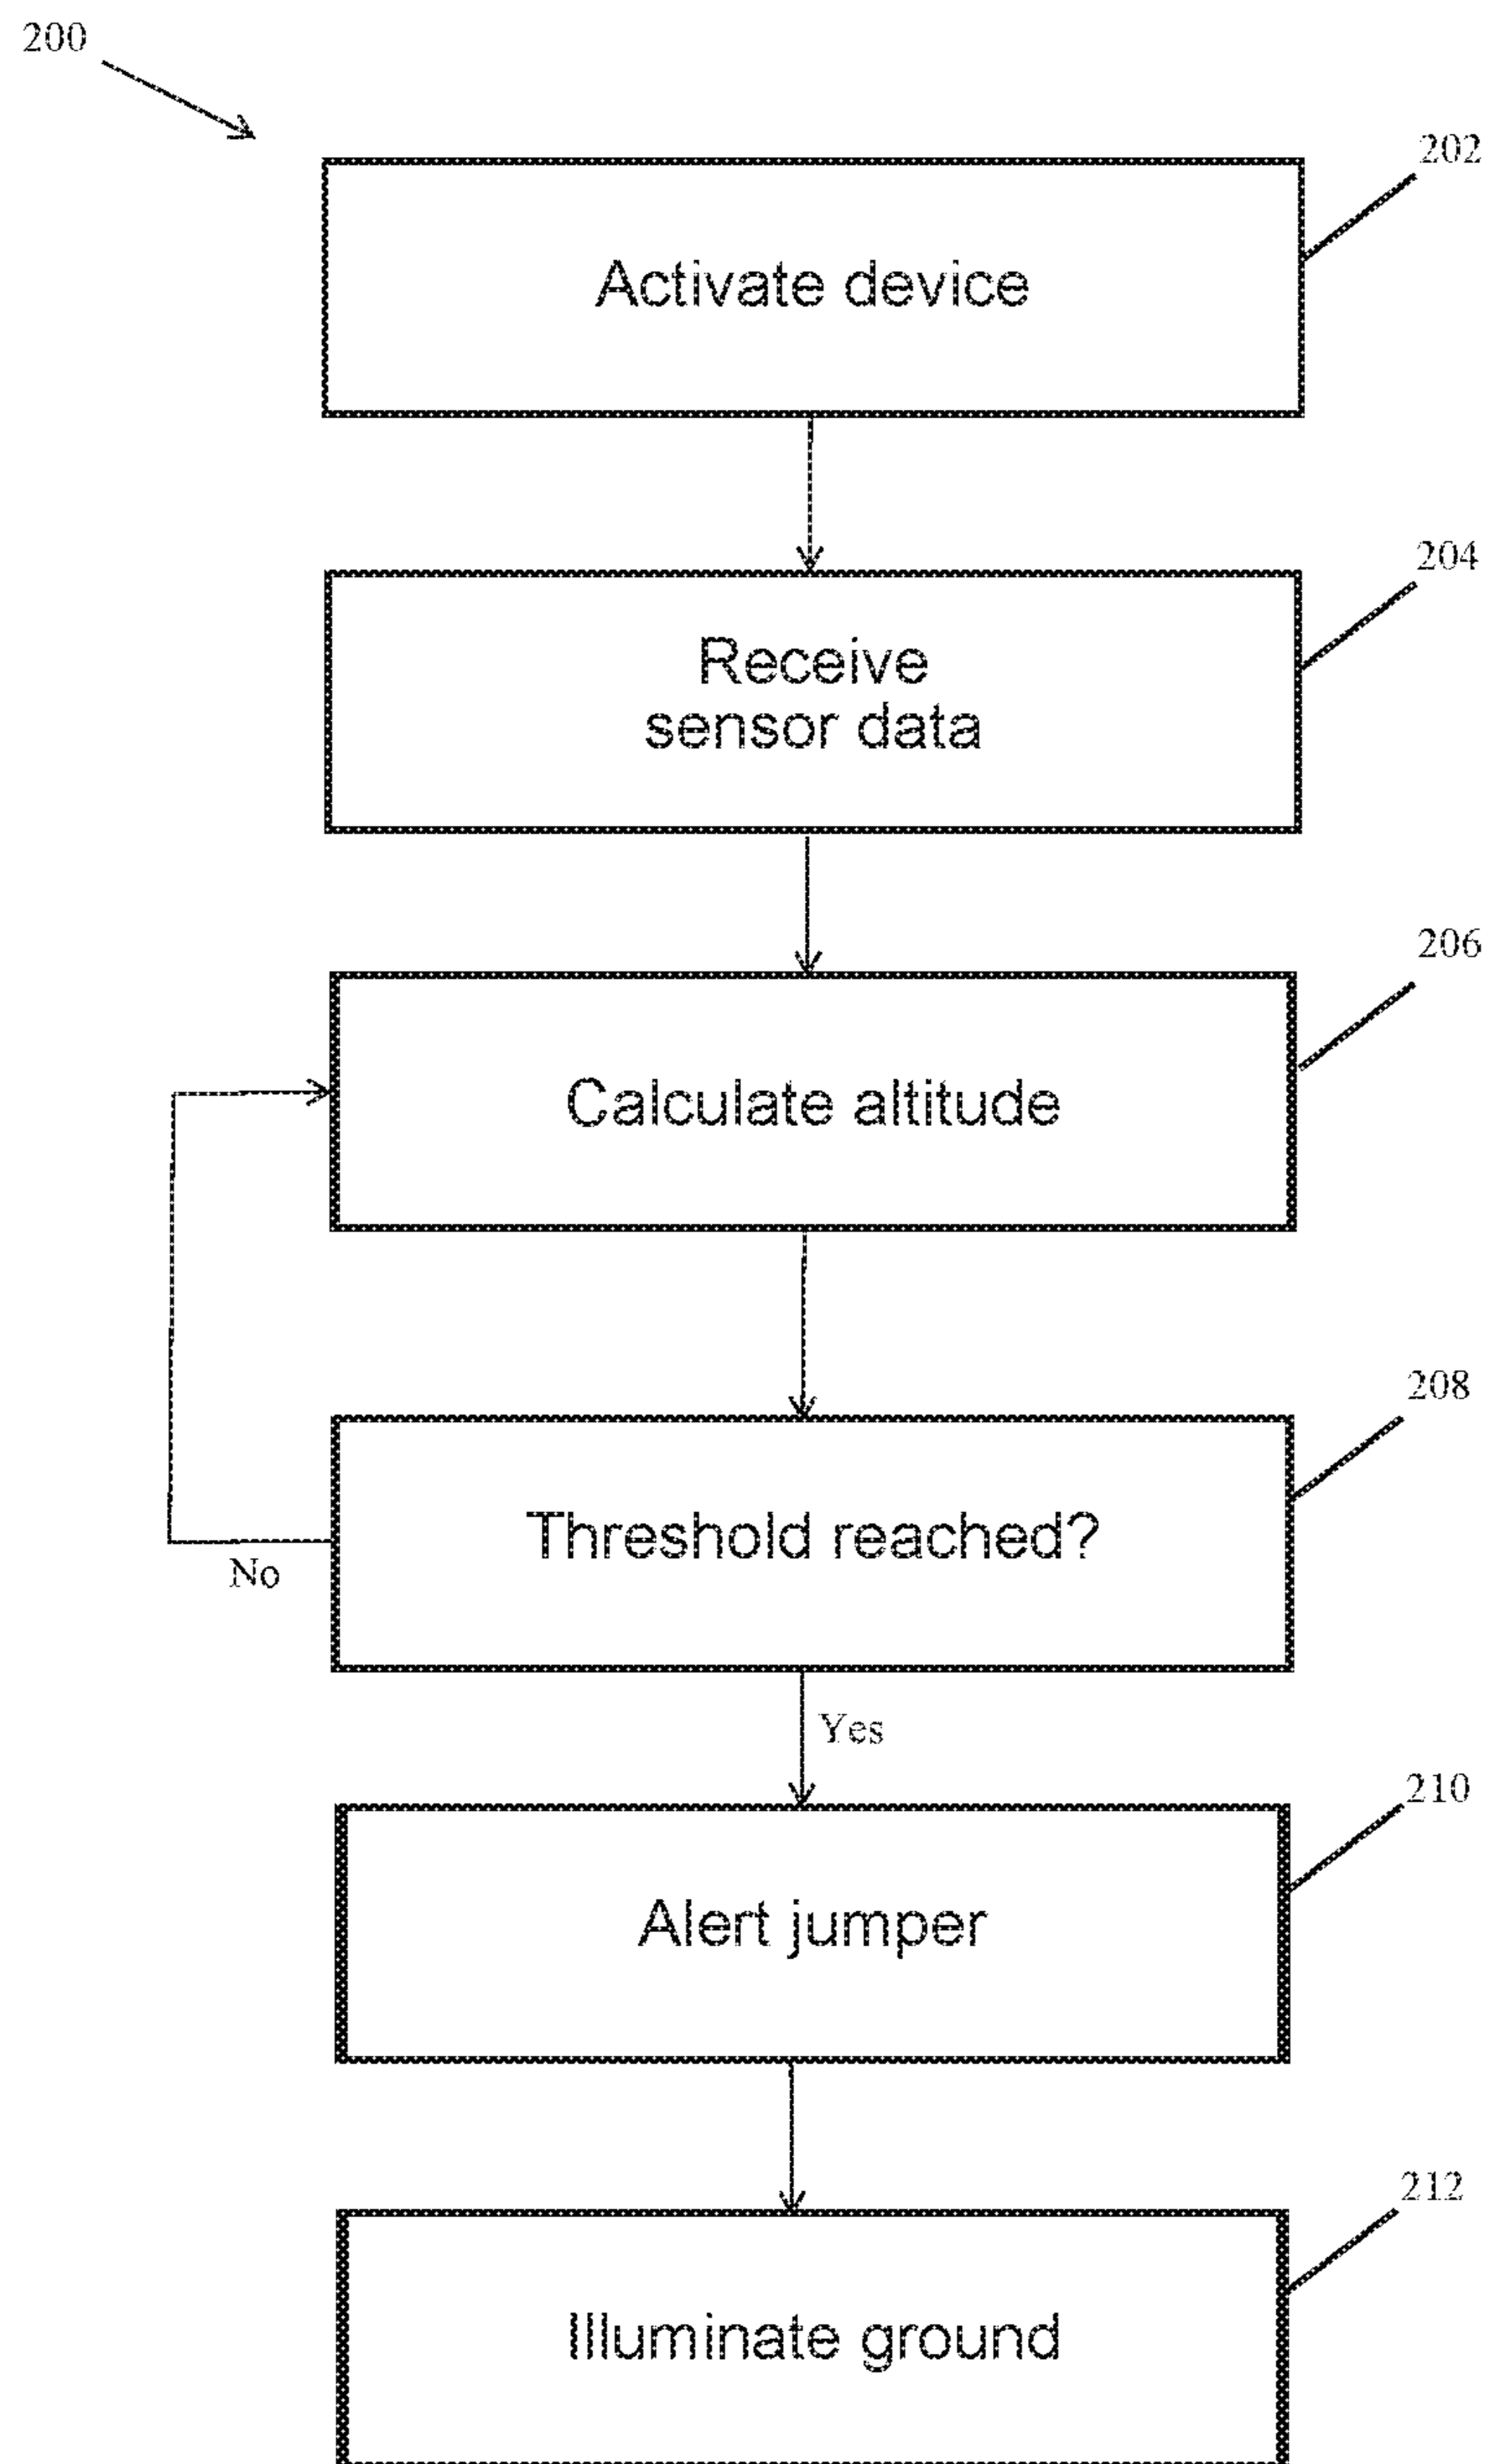 200
202
Activate device
204
Receive
sensor data
206
Calculate altitude
208
Threshold reached?
No
Yes
210
Alert jumper
212
Illuminate ground